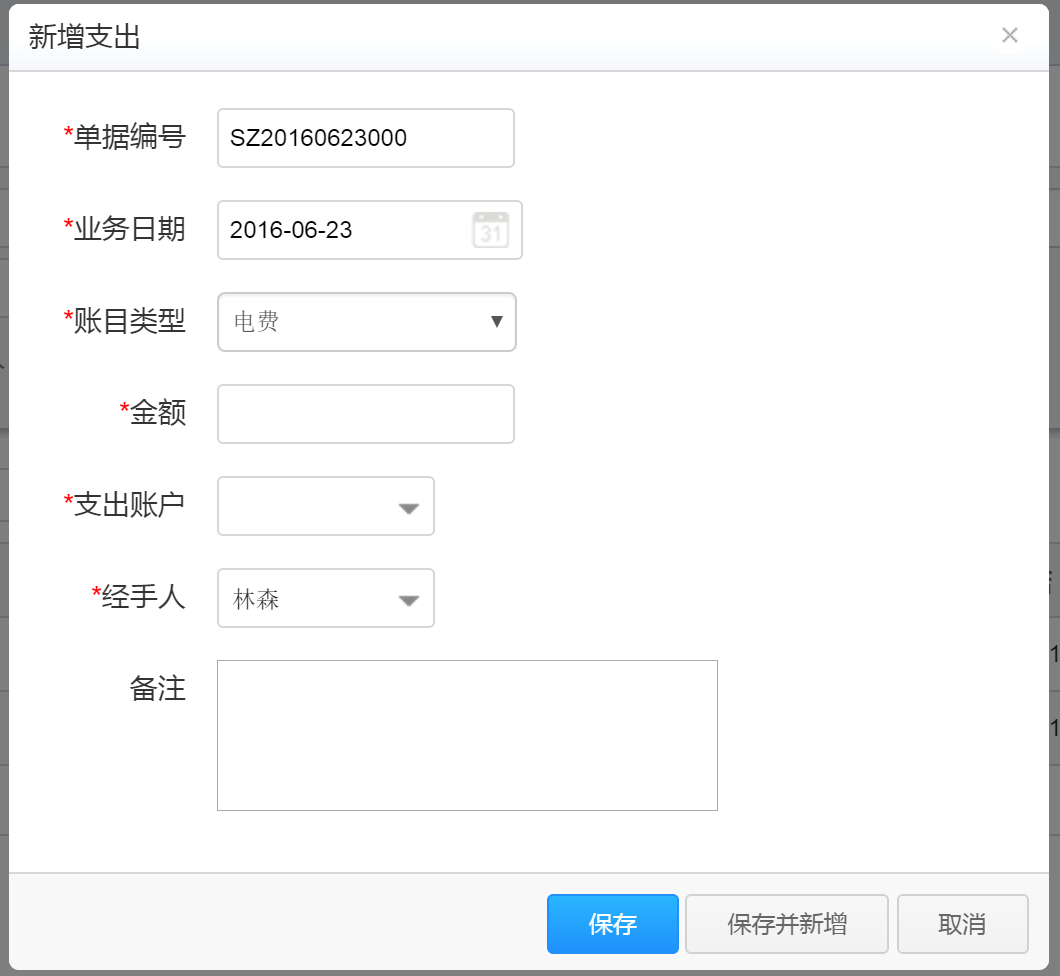 新增支出
*单据编号 SZ20160623000
*业务日期 2016-06-23 31
*账目类型 电费
*金额
*支出账户
*经手人 林森
备注
保存 保存并新增 取消